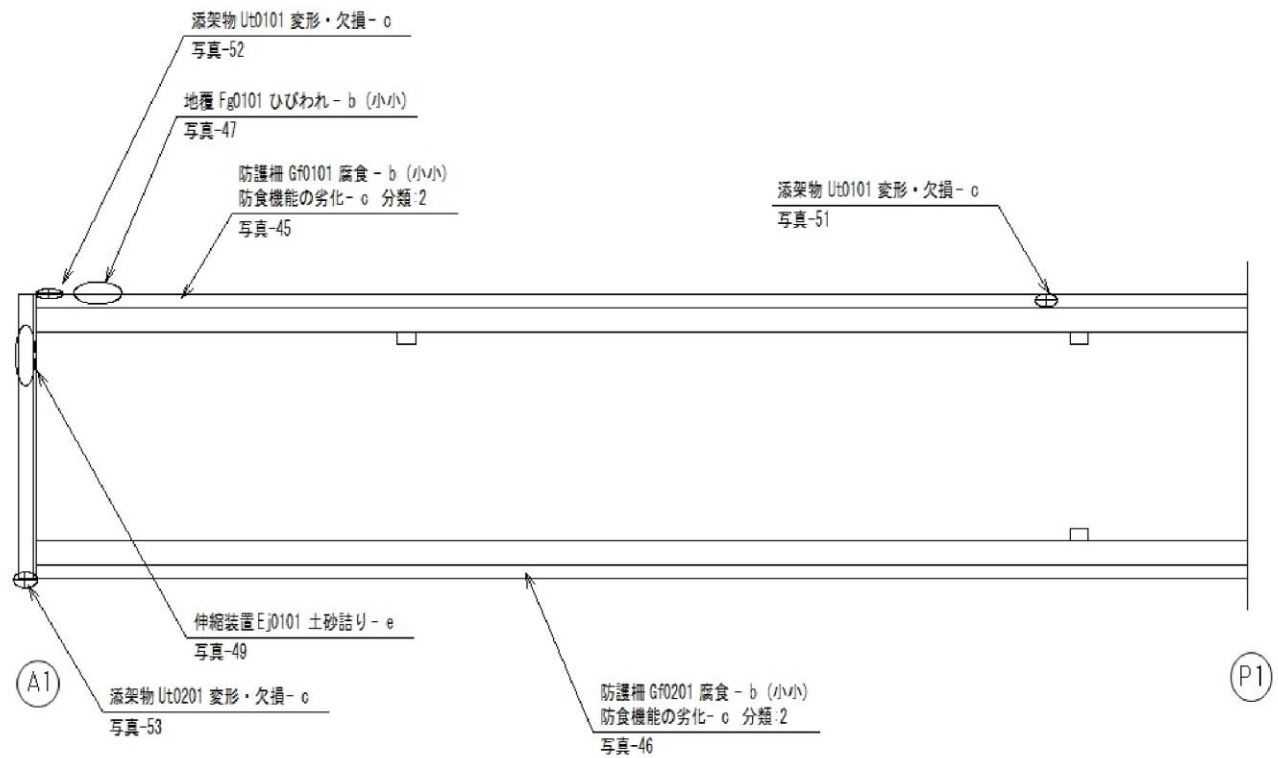 添架物 Ut0101 変形・欠損- c
写真-52
地覆 Fg0101 ひびわれ- b (小小)
写真-47
防護柵 Gf0101 腐食 - b (小小)
防食機能の劣化- c 分類:2
写真-45
添架物 Ut0101 変形・欠損- c
写真-51
伸縮装置 Ej0101 土砂詰り- e
写真-49
A1
添架物 Ut0201 変形・欠損- c
写真-53
防護柵 Gf0201 腐食 - b (小小)
防食機能の劣化- c 分類:2
写真-46
P1